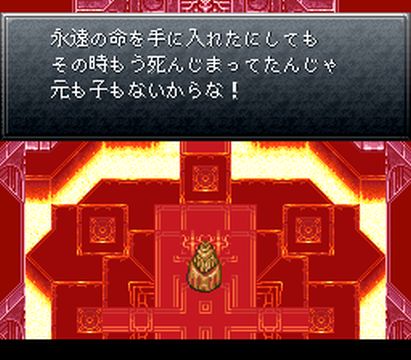 永遠の命を手に入れたにしても
その時もう死んじまってたんじゃ
元も子もないからな！